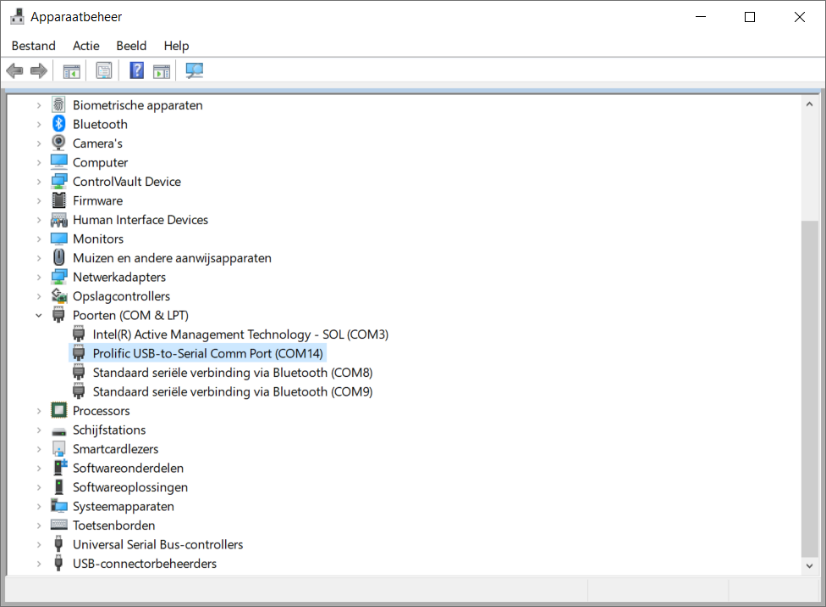 Apparaatbeheer
Bestand Actie Beeld Help
Biometrische apparaten
Bluetooth
Camera's
Computer
ControlVault Device
Firmware
Human Interface Devices
Monitors
Muizen en andere aanwijsapparaten
Netwerkadapters
Opslagcontrollers
Poorten (COM & LPT)
Intel(R) Active Management Technology - SOL (COM3)
Prolific USB-to-Serial Comm Port (COM14)
Standaard seriële verbinding via Bluetooth (COM8)
Standaard seriële verbinding via Bluetooth (COM9)
Processors
Schijfstations
Smartcardlezers
Softwareonderdelen
Softwareoplossingen
Systeemapparaten
Toetsenborden
Universal Serial Bus-controllers
USB-connectorbeheerders